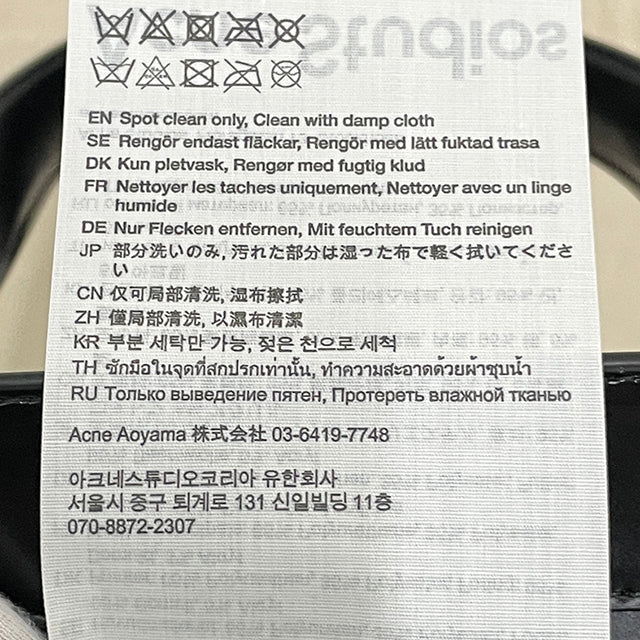 EN Spot clean only, Clean with damp cloth
SE Rengör endast fläckar, Rengör med lätt fuktad trasa
DK Kun pletvask, Rengør med fugtig klud
FR Nettoyer les taches uniquement, Nettoyer avec un linge
humide
DE Nur Flecken entfernen, Mit feuchtem Tuch reinigen
JP 部分洗いのみ, 汚れた部分は湿った布で軽く拭いてくださ
い
CN 仅可局部清洗, 湿布擦拭
ZH 僅局部清洗, 以濕布清潔
KR 부분 세탁만 가능, 젖은 천으로 세척
TH ซักมือในจุดที่สกปรกเท่านั้น, ทำความสะอาดด้วยผ้าชุบน้ำ
RU Только выведение пятен, Протереть влажной тканью
Acne Aoyama 株式会社 03-6419-7748
아크네스튜디오코리아 유한회사
서울시 중구 퇴계로 131 신일빌딩 11층
070-8872-2307